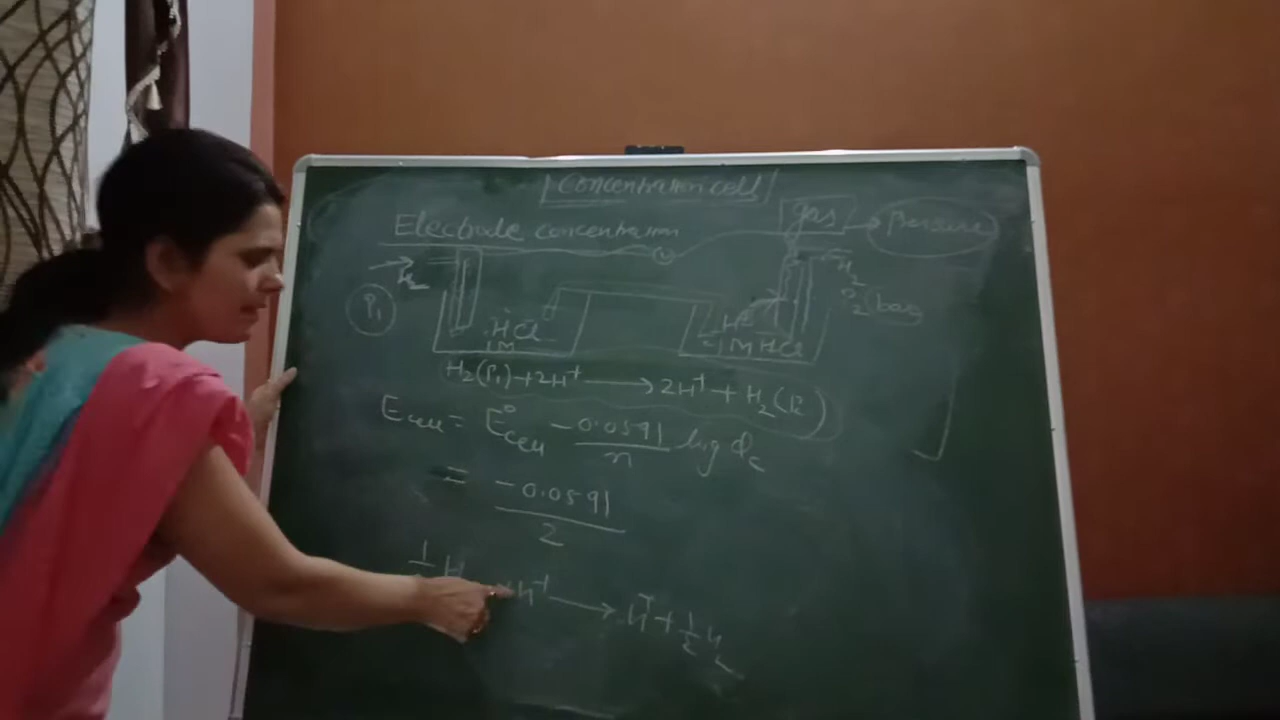 Concentration cell
gas → Pressure
Electrode concentration
H2
H2
P1
P2 (bar)
HCl
1M
H2
1M HCl
H2(P1) + 2H+ → 2H+ + H2(P2)
Ecell = E°cell - 0.0591/n log Qc
= -0.0591/2
1/2 H + H+ → H+ + 1/2 H2